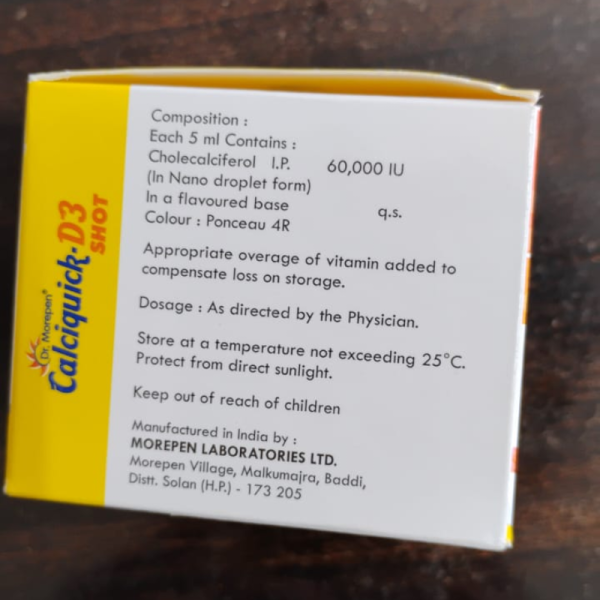 Composition :
Each 5 ml Contains :
Cholecalciferol I.P. 60,000 IU
(In Nano droplet form)
In a flavoured base q.s.
Colour : Ponceau 4R
Appropriate overage of vitamin added to
compensate loss on storage.
Dosage : As directed by the Physician.
Store at a temperature not exceeding 25°C.
Protect from direct sunlight.
Keep out of reach of children
Manufactured in India by :
MOREPEN LABORATORIES LTD.
Morepen Village, Malkumajra, Baddi,
Distt. Solan (H.P.) - 173 205
Dr. Morepen®
Calciquick-D3
SHOT